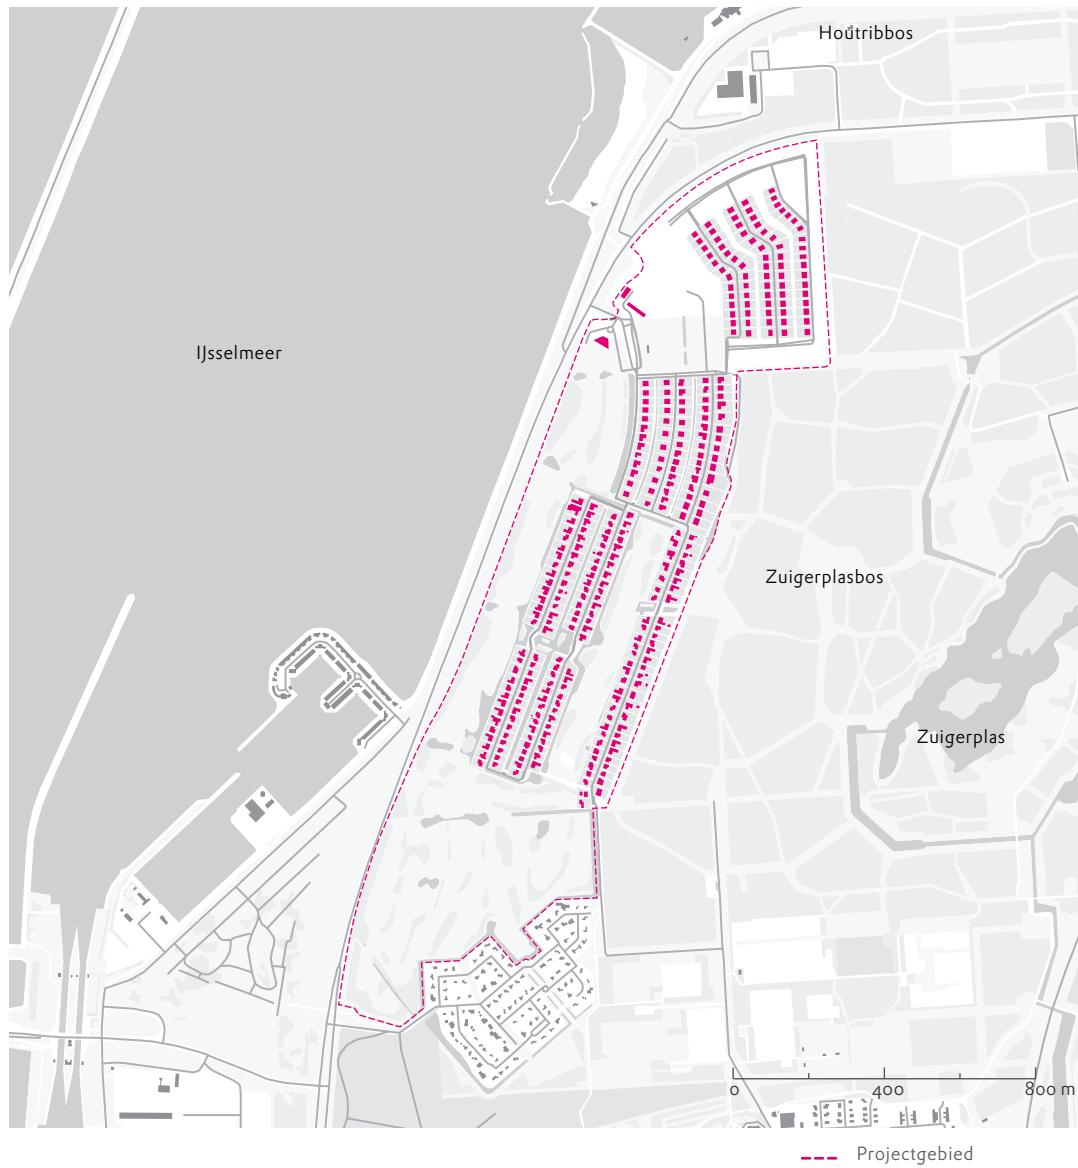 Houtribbos
IJsselmeer
Zuigerplasbos
Zuigerplas
0 400 800 m
Projectgebied